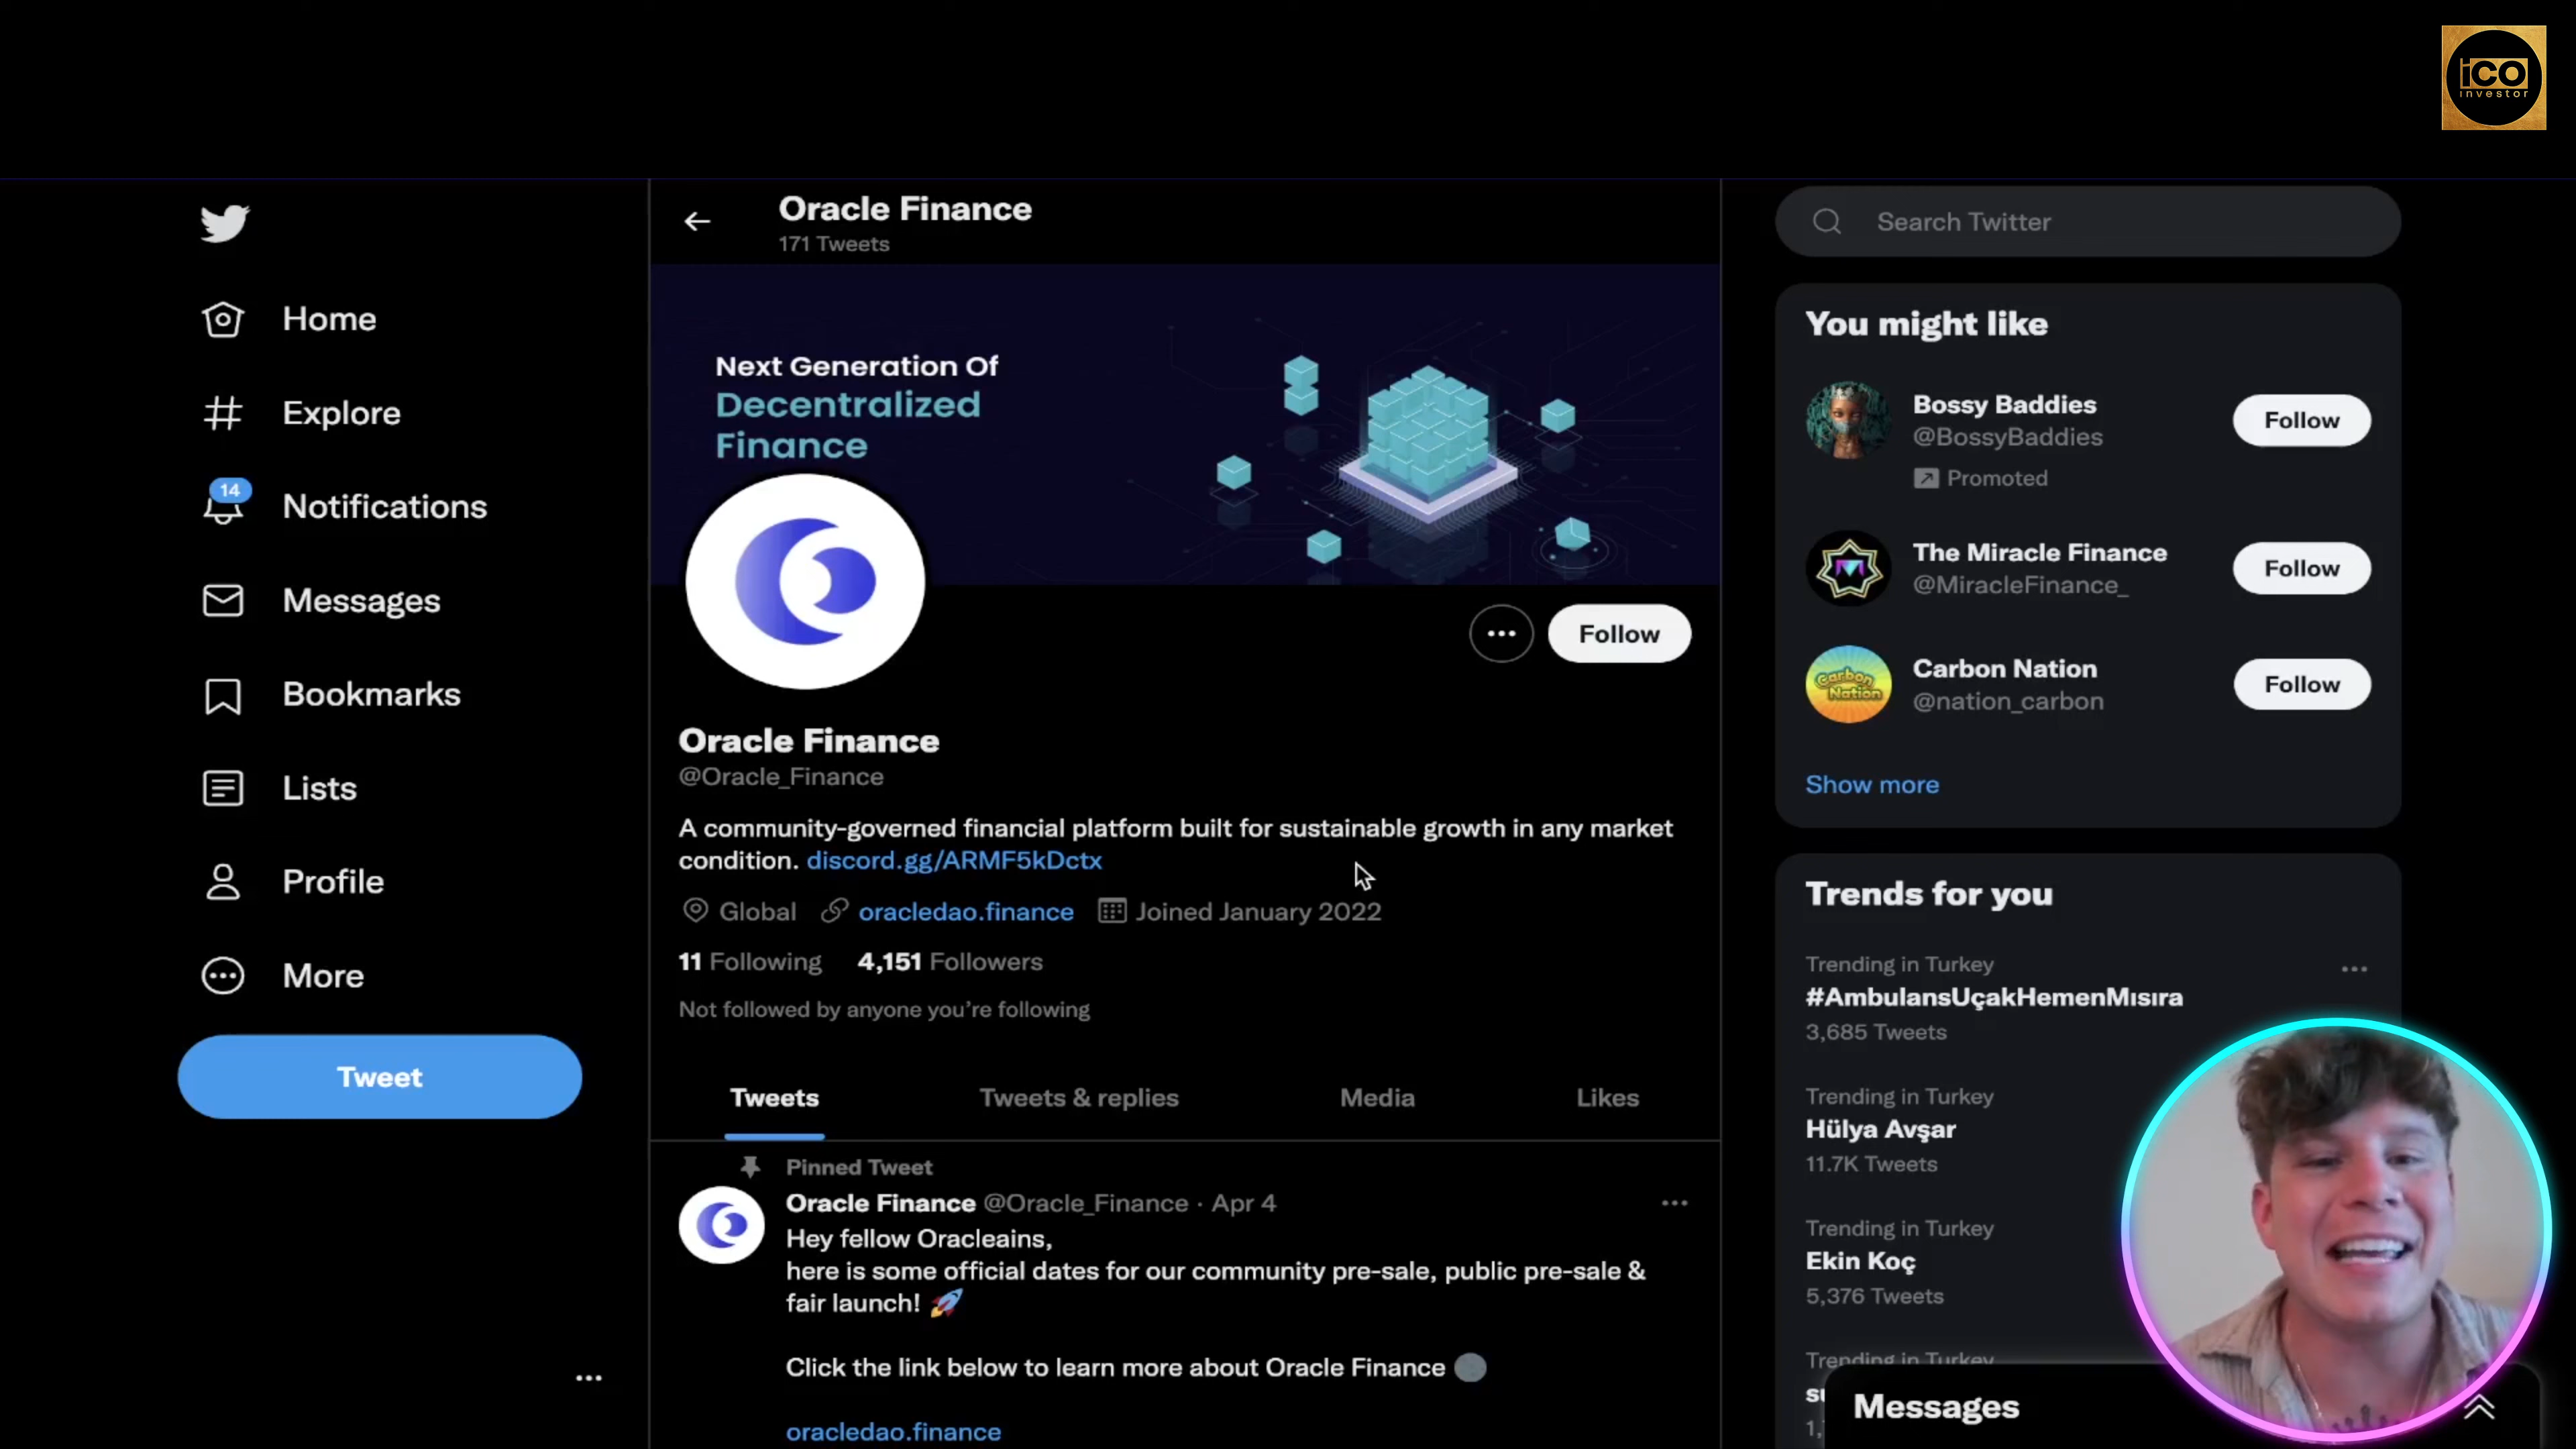 iCO
investor
Home
Explore
14
Notifications
Messages
Bookmarks
Lists
Profile
More
Tweet
Oracle Finance
171 Tweets
Next Generation Of
Decentralized
Finance
Follow
Oracle Finance
@Oracle_Finance
A community-governed financial platform built for sustainable growth in any market
condition. discord.gg/ARMF5kDctx
Global oracledao.finance Joined January 2022
11 Following 4,151 Followers
Not followed by anyone you're following
Tweets Tweets & replies Media Likes
Pinned Tweet
Oracle Finance @Oracle_Finance · Apr 4
Hey fellow Oracleains,
here is some official dates for our community pre-sale, public pre-sale &
fair launch! 🚀
Click the link below to learn more about Oracle Finance
oracledao.finance
Search Twitter
You might like
Bossy Baddies
@BossyBaddies
Follow
Promoted
The Miracle Finance
@MiracleFinance_
Follow
Carbon Nation
Carbon Nation
@nation_carbon
Follow
Show more
Trends for you
Trending in Turkey
#AmbulansUçakHemenMısıra
3,685 Tweets
Trending in Turkey
Hülya Avşar
11.7K Tweets
Trending in Turkey
Ekin Koç
5,376 Tweets
Trending in Turkey
Messages